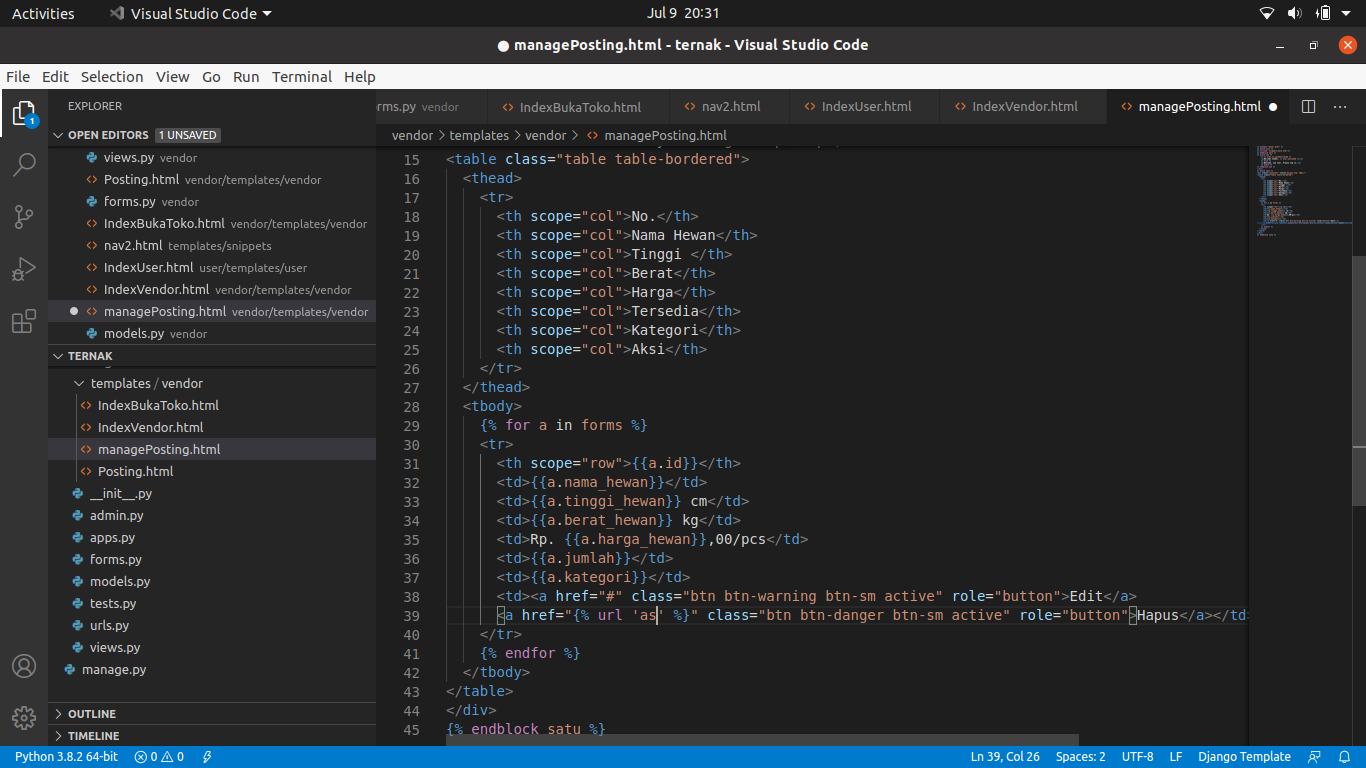 Activities Visual Studio Code Jul 9 20:31
managePosting.html - ternak - Visual Studio Code
File Edit Selection View Go Run Terminal Help
EXPLORER
OPEN EDITORS 1 UNSAVED
views.py vendor
Posting.html vendor/templates/vendor
forms.py vendor
IndexBukaToko.html vendor/templates/vendor
nav2.html templates/snippets
IndexUser.html user/templates/user
IndexVendor.html vendor/templates/vendor
managePosting.html vendor/templates/vendor
models.py vendor
TERNAK
templates / vendor
IndexBukaToko.html
IndexVendor.html
managePosting.html
Posting.html
__init__.py
admin.py
apps.py
forms.py
models.py
tests.py
urls.py
views.py
manage.py
OUTLINE
TIMELINE
1
rms.py vendor IndexBukaToko.html nav2.html IndexUser.html IndexVendor.html managePosting.html
vendor > templates > vendor > managePosting.html
15 <table class="table table-bordered">
16 <thead>
17 <tr>
18 <th scope="col">No.</th>
19 <th scope="col">Nama Hewan</th>
20 <th scope="col">Tinggi </th>
21 <th scope="col">Berat</th>
22 <th scope="col">Harga</th>
23 <th scope="col">Tersedia</th>
24 <th scope="col">Kategori</th>
25 <th scope="col">Aksi</th>
26 </tr>
27 </thead>
28 <tbody>
29 {% for a in forms %}
30 <tr>
31 <th scope="row">{{a.id}}</th>
32 <td>{{a.nama_hewan}}</td>
33 <td>{{a.tinggi_hewan}} cm</td>
34 <td>{{a.berat_hewan}} kg</td>
35 <td>Rp. {{a.harga_hewan}},00/pcs</td>
36 <td>{{a.jumlah}}</td>
37 <td>{{a.kategori}}</td>
38 <td><a href="#" class="btn btn-warning btn-sm active" role="button">Edit</a>
39 <a href="{% url 'as' %}" class="btn btn-danger btn-sm active" role="button">Hapus</a></td>
40 </tr>
41 {% endfor %}
42 </tbody>
43 </table>
44 </div>
45 {% endblock satu %}
Python 3.8.2 64-bit 0 0 Ln 39, Col 26 Spaces: 2 UTF-8 LF Django Template